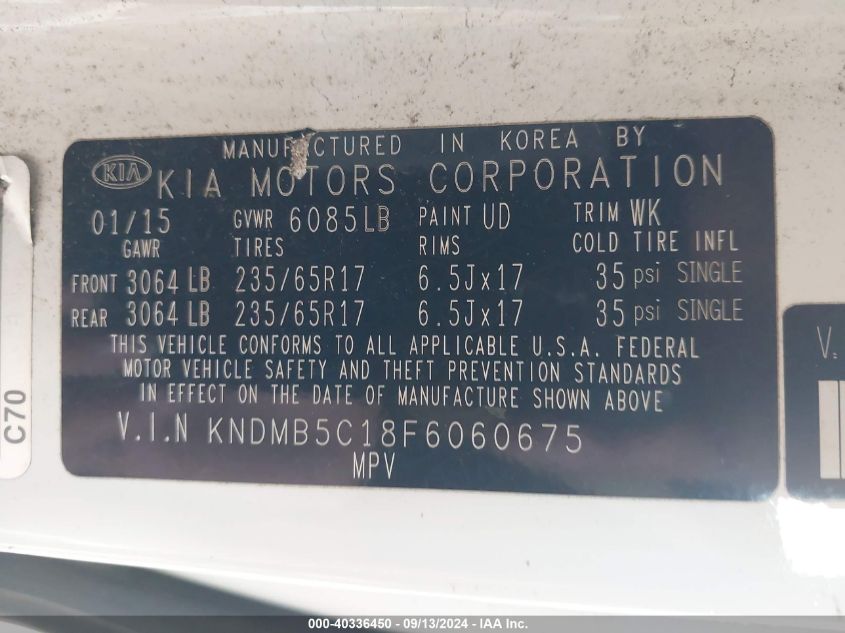 MANUFACTURED IN KOREA BY
KIA KIA MOTORS CORPORATION
01/15 GVWR 6085LB PAINT UD TRIM WK
GAWR TIRES RIMS COLD TIRE INFL
FRONT 3064 LB 235/65R17 6.5Jx17 35 psi SINGLE
REAR 3064 LB 235/65R17 6.5Jx17 35 psi SINGLE
THIS VEHICLE CONFORMS TO ALL APPLICABLE U.S.A. FEDERAL
MOTOR VEHICLE SAFETY AND THEFT PREVENTION STANDARDS
IN EFFECT ON THE DATE OF MANUFACTURE SHOWN ABOVE
V.I.N KNDMB5C18F6060675
MPV
C70
V.
000-40336450 - 09/13/2024 - IAA Inc.